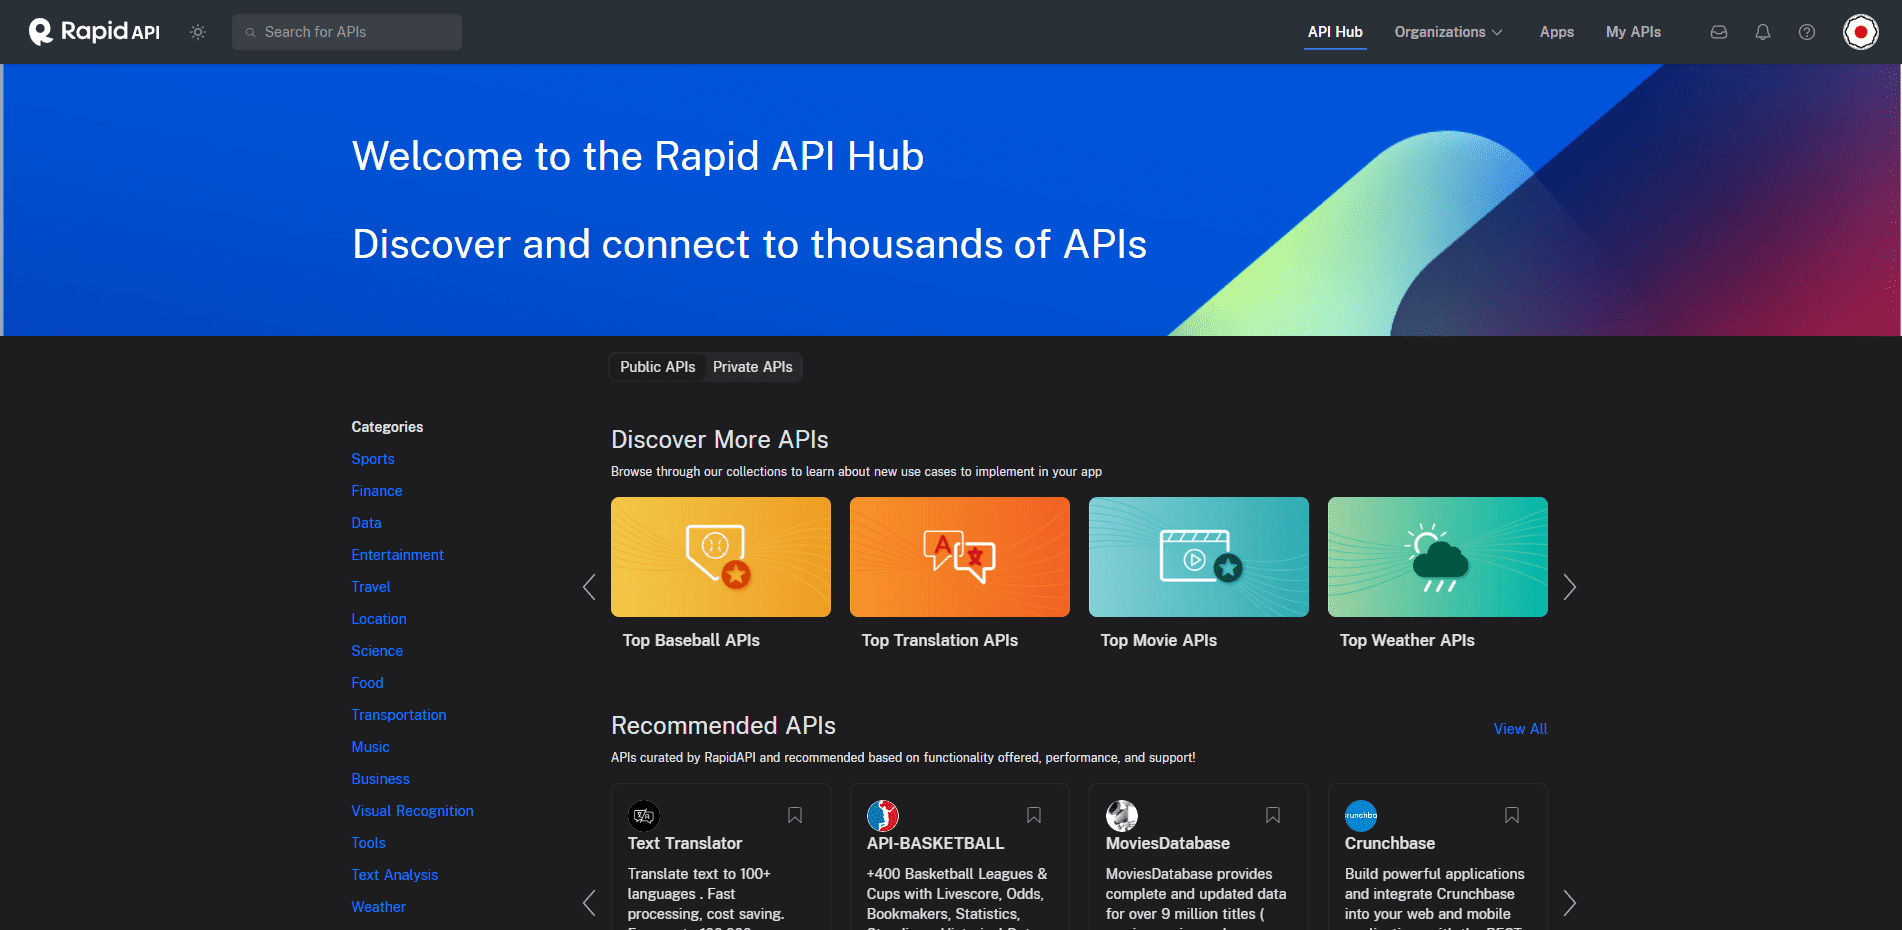 Rapid API
Search for APIs
API Hub
Organizations
Apps
My APIs
Welcome to the Rapid API Hub
Discover and connect to thousands of APIs
Public APIs
Private APIs
Categories
Sports
Finance
Data
Entertainment
Travel
Location
Science
Food
Transportation
Music
Business
Visual Recognition
Tools
Text Analysis
Weather
Discover More APIs
Browse through our collections to learn about new use cases to implement in your app
A
Top Baseball APIs
Top Translation APIs
Top Movie APIs
Top Weather APIs
Recommended APIs
View All
APIs curated by RapidAPI and recommended based on functionality offered, performance, and support!
Text Translator
Translate text to 100+
languages . Fast
processing, cost saving.
API-BASKETBALL
+400 Basketball Leagues &
Cups with Livescore, Odds,
Bookmakers, Statistics,
MoviesDatabase
MoviesDatabase provides
complete and updated data
for over 9 million titles (
crunchba
Crunchbase
Build powerful applications
and integrate Crunchbase
into your web and mobile